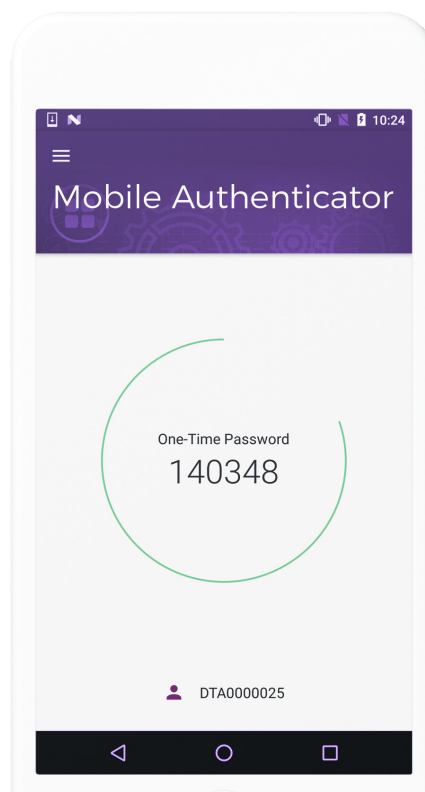 10:24
Mobile Authenticator
One-Time Password
140348
DTA0000025